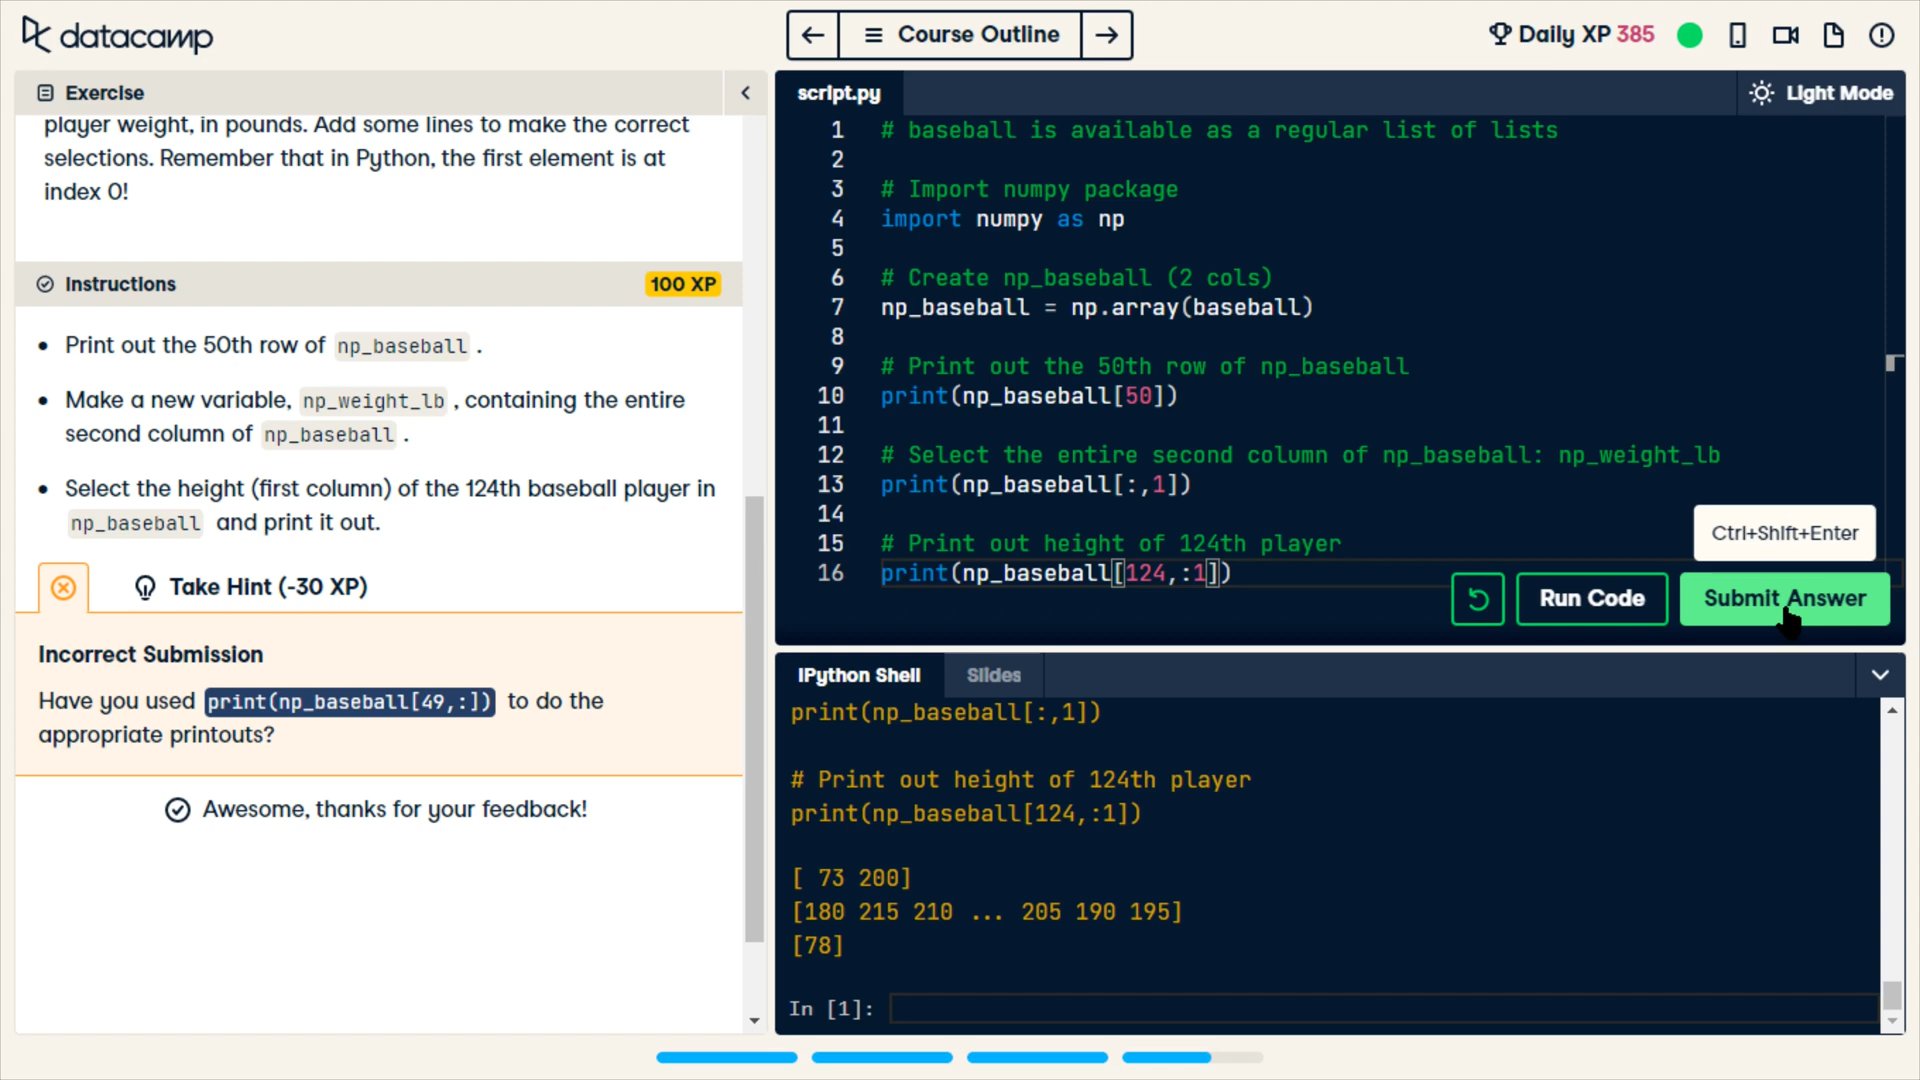 datacamp
Course Outline
Daily XP 385
Exercise
player weight, in pounds. Add some lines to make the correct
selections. Remember that in Python, the first element is at
index 0!
Instructions
100 XP
Print out the 50th row of np_baseball .
Make a new variable, np_weight_lb , containing the entire
second column of np_baseball .
Select the height (first column) of the 124th baseball player in
np_baseball and print it out.
Take Hint (-30 XP)
Incorrect Submission
Have you used print(np_baseball[49,:]) to do the
appropriate printouts?
Awesome, thanks for your feedback!
script.py
Light Mode
1 # baseball is available as a regular list of lists
2
3 # Import numpy package
4 import numpy as np
5
6 # Create np_baseball (2 cols)
7 np_baseball = np.array(baseball)
8
9 # Print out the 50th row of np_baseball
10 print(np_baseball[50])
11
12 # Select the entire second column of np_baseball: np_weight_lb
13 print(np_baseball[:,1])
14
15 # Print out height of 124th player
16 print(np_baseball[124,:1])
Ctrl+Shift+Enter
Run Code
Submit Answer
IPython Shell
Slides
print(np_baseball[:,1])
# Print out height of 124th player
print(np_baseball[124,:1])
[ 73 200]
[180 215 210 ... 205 190 195]
[78]
In [1]: